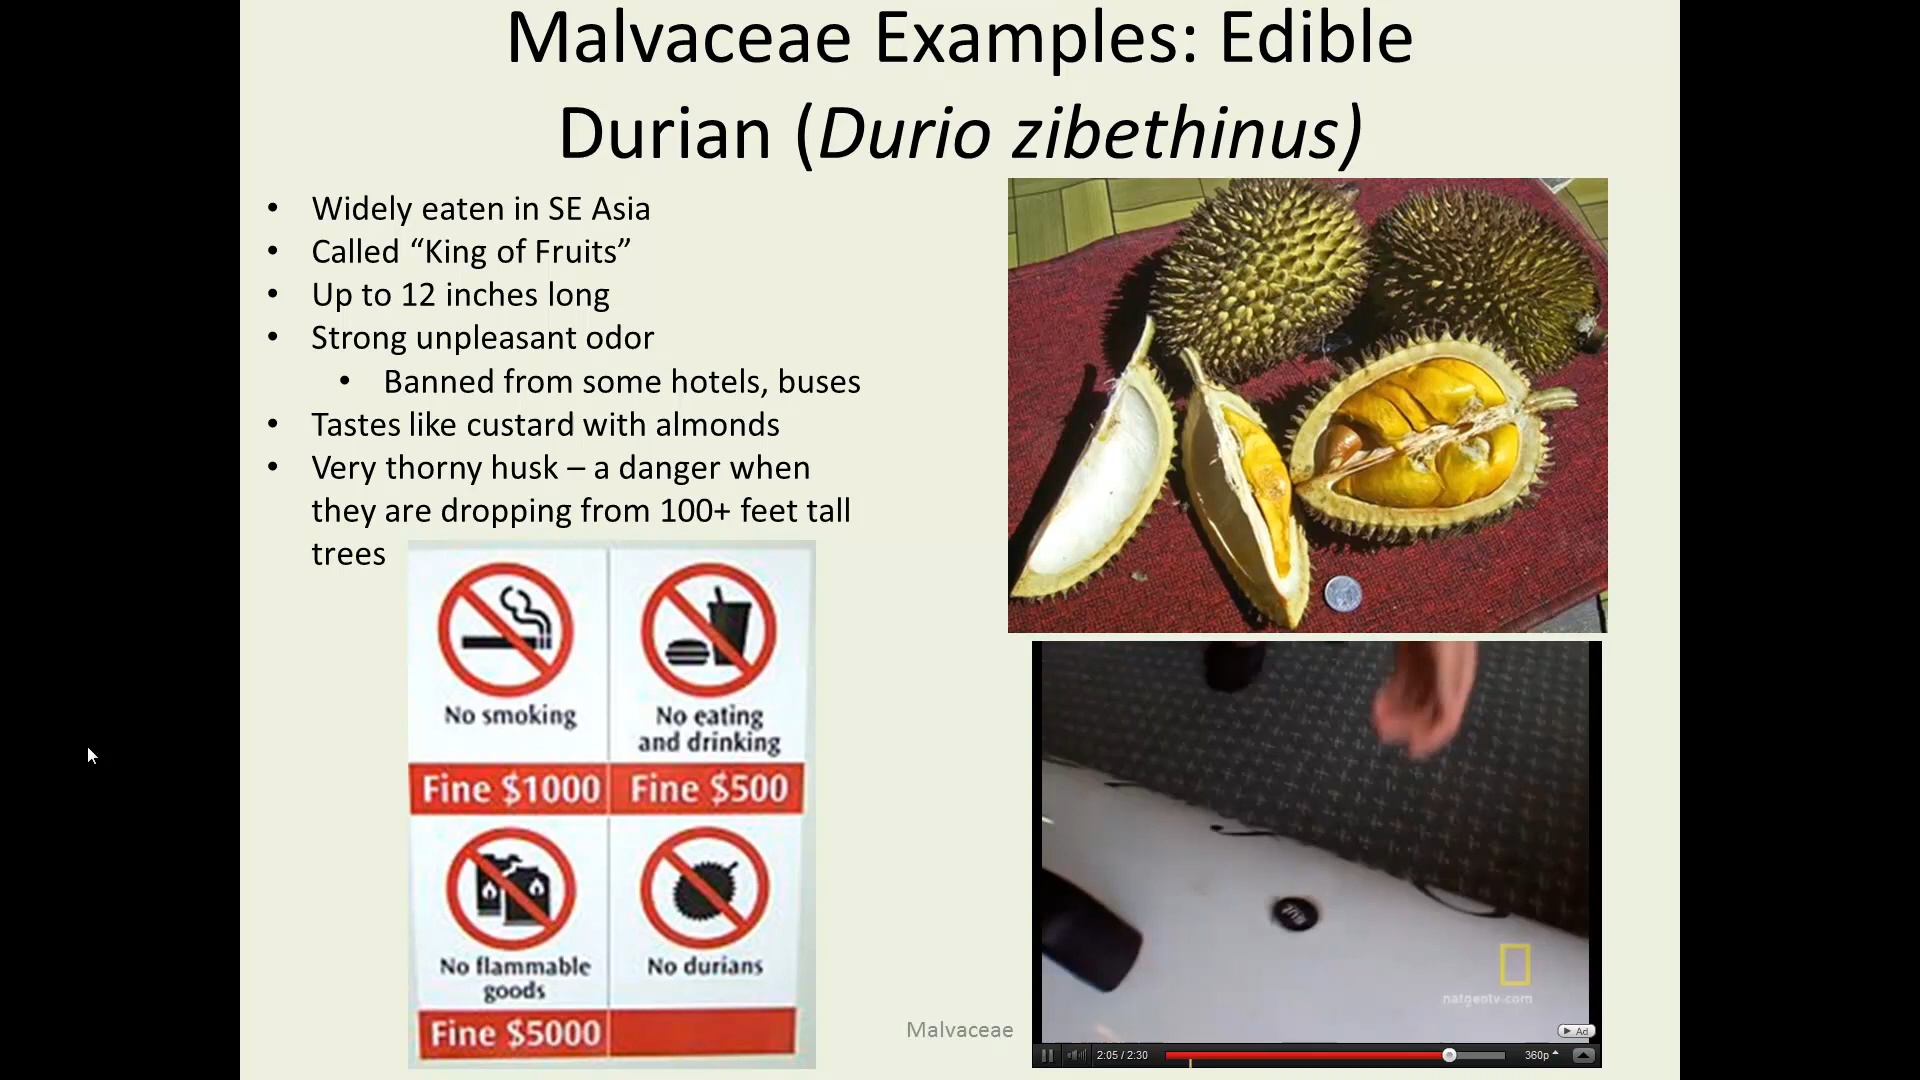 Malvaceae Examples: Edible
Durian (Durio zibethinus)
• Widely eaten in SE Asia
• Called “King of Fruits”
• Up to 12 inches long
• Strong unpleasant odor
• Banned from some hotels, buses
• Tastes like custard with almonds
• Very thorny husk – a danger when
they are dropping from 100+ feet tall
trees
No smoking
No eating
and drinking
Fine $1000
Fine $500
No flammable
goods
No durians
Fine $5000
Malvaceae
natgeotv.com
Ad
2:05 / 2:30
360p